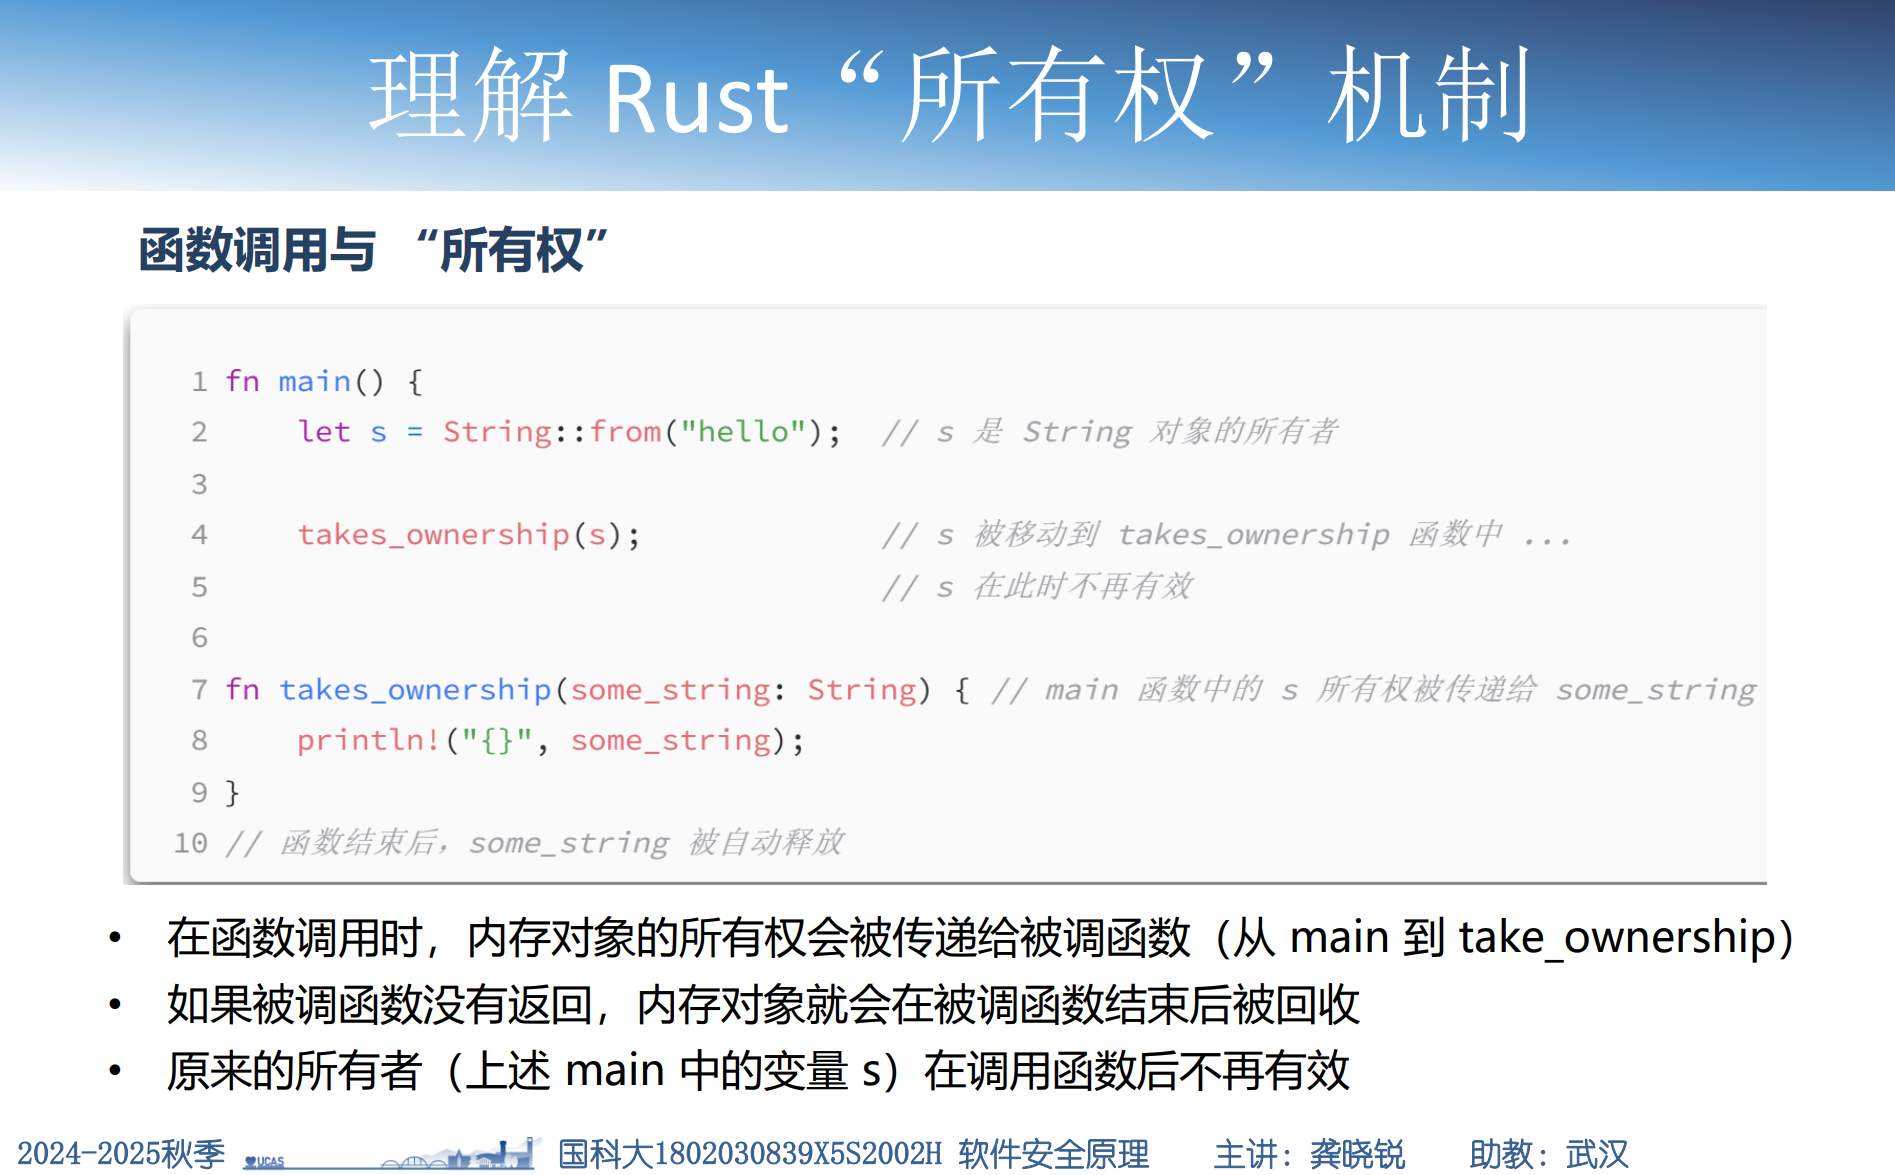 理解 Rust “所有权” 机制
函数调用与 “所有权”
1 fn main() {
2     let s = String::from("hello");  // s 是 String 对象的所有者
3
4     takes_ownership(s);             // s 被移动到 takes_ownership 函数中 ...
5                                     // s 在此时不再有效
6
7 fn takes_ownership(some_string: String) { // main 函数中的 s 所有权被传递给 some_string
8     println!("{}", some_string);
9 }
10 // 函数结束后，some_string 被自动释放
• 在函数调用时，内存对象的所有权会被传递给被调函数（从 main 到 take_ownership）
• 如果被调函数没有返回，内存对象就会在被调函数结束后被回收
• 原来的所有者（上述 main 中的变量 s）在调用函数后不再有效
2024-2025秋季 UCAS 国科大1802030839X5S2002H 软件安全原理 主讲：龚晓锐 助教：武汉